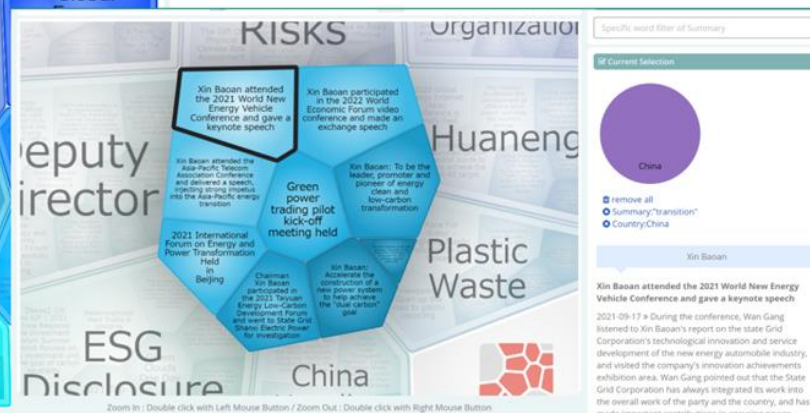 RISKS
Organization
Deputy
Director
Huaneng
Plastic
Waste
ESG
Disclosure
China
Xin Baoan attended
the 2021 World New
Energy Vehicle
Conference and gave a
keynote speech
Xin Baoan participated
in the 2022 World
Economic Forum video
conference and made an
exchange speech
Xin Baoan attended the
Asia-Pacific Telecom
Association Conference
and delivered a speech,
injecting strong impetus
into the Asia-Pacific energy
transition
Green
power
trading pilot
kick-off
meeting held
Xin Baoan: To be the
leader, promoter and
pioneer of energy
clean and
low-carbon
transformation
2021 International
Forum on Energy and
Power Transformation
Held
in
Beijing
Chairman
Xin Baoan
participated in
the 2021 Taiyuan
Energy Low-Carbon
Development Forum
and went to State Grid
Shanxi Electric Power
for investigation
Xin Baoan:
Accelerate the
construction of a
new power system
to help achieve
the "dual carbon"
goal
Zoom In : Double click with Left Mouse Button / Zoom Out : Double click with Right Mouse Button
Specific word filter of Summary
Current Selection
China
remove all
Summary:"transition"
Country:China
Xin Baoan
Xin Baoan attended the 2021 World New Energy
Vehicle Conference and gave a keynote speech
2021-09-17 » During the conference, Wan Gang
listened to Xin Baoan's report on the state Grid
Corporation's technological innovation and service
development of the new energy automobile industry,
and visited the company's innovation achievements
exhibition area. Wan Gang pointed out that the State
Grid Corporation has always integrated its work into
the overall work of the party and the country, and has